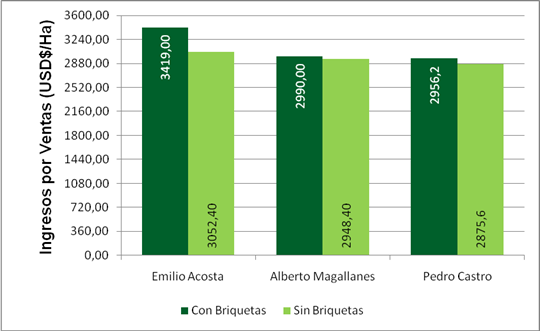 Ingresos por Ventas (USD$/Ha)
3600,00
3240,00
2880,00
2520,00
2160,00
1800,00
1440,00
1080,00
720,00
360,00
0,00
3419,00
3052,40
2990,00
2948,40
2956,2
2875,6
Emilio Acosta
Alberto Magallanes
Pedro Castro
Con Briquetas
Sin Briquetas